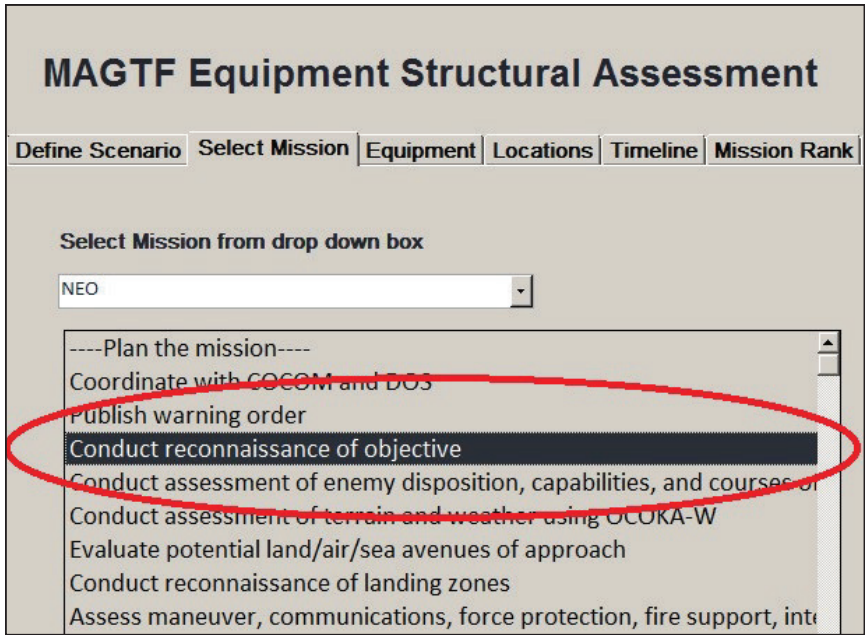 MAGTF Equipment Structural Assessment
Define Scenario Select Mission Equipment Locations Timeline Mission Rank
Select Mission from drop down box
NEO
----Plan the mission----
Coordinate with COCOM and DOS
Publish warning order
Conduct reconnaissance of objective
Conduct assessment of enemy disposition, capabilities, and courses
Conduct assessment of terrain and weather using OCOKA-W
Evaluate potential land/air/sea avenues of approach
Conduct reconnaissance of landing zones
Assess maneuver, communications, force protection, fire support,